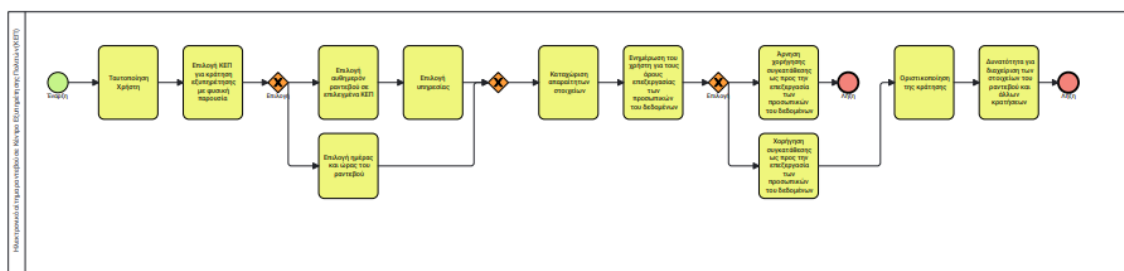 Ηλεκτρονικό αίτημα ραντεβού σε Κέντρο Εξυπηρέτησης Πολιτών (ΚΕΠ)
Έναρξη
Ταυτοποίηση
Χρήστη
Επιλογή ΚΕΠ
για κράτηση
εξυπηρέτησης
με φυσική
παρουσία
Επιλογή
Επιλογή
αυθημερόν
ραντεβού σε
επιλεγμένα ΚΕΠ
Επιλογή
υπηρεσίας
Επιλογή ημέρας
και ώρας του
ραντεβού
Καταχώριση
απαραίτητων
στοιχείων
Ενημέρωση του
χρήστη για τους
όρους
επεξεργασίας
των
προσωπικών
του δεδομένων
Επιλογή
Άρνηση
χορήγησης
συγκατάθεσης
ως προς την
επεξεργασία
των
προσωπικών
του δεδομένων
Λήξη
Χορήγηση
συγκατάθεσης
ως προς την
επεξεργασία
των
προσωπικών
του δεδομένων
Οριστικοποίηση
της κράτησης
Δυνατότητα για
διαχείριση των
στοιχείων του
ραντεβού και
άλλων
κρατήσεων
Λήξη